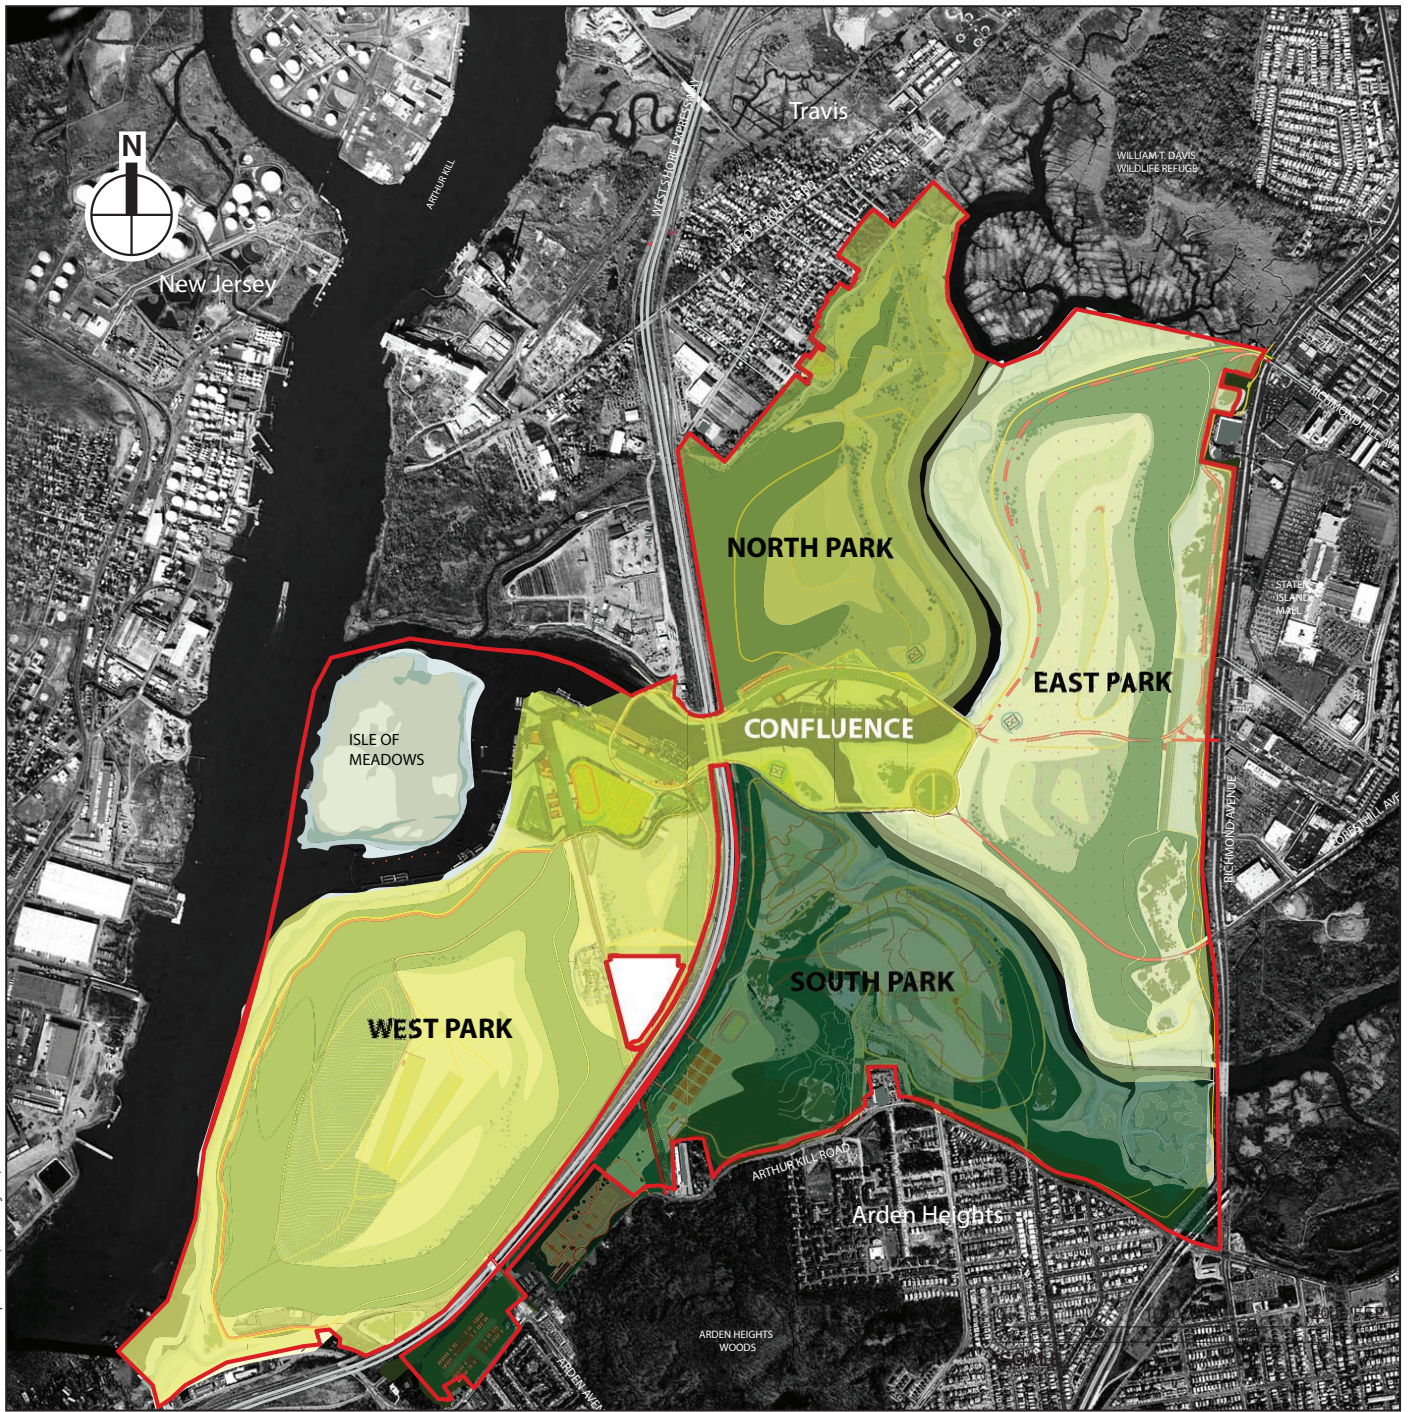 Travis
WILLIAM T. DAVIS
WILDLIFE REFUGE
N
ARTHUR KILL
WEST SHORE EXPRESSWAY
VICTORY BOULEVARD
New Jersey
RICHMOND HILL AVE
NORTH PARK
STATEN
ISLAND
MALL
EAST PARK
CONFLUENCE
ISLE OF
MEADOWS
RICHMOND AVENUE
FOREST HILL AVE
SOUTH PARK
WEST PARK
ARTHUR KILL ROAD
Arden Heights
ARDEN HEIGHTS
WOODS
ARDEN AVEN